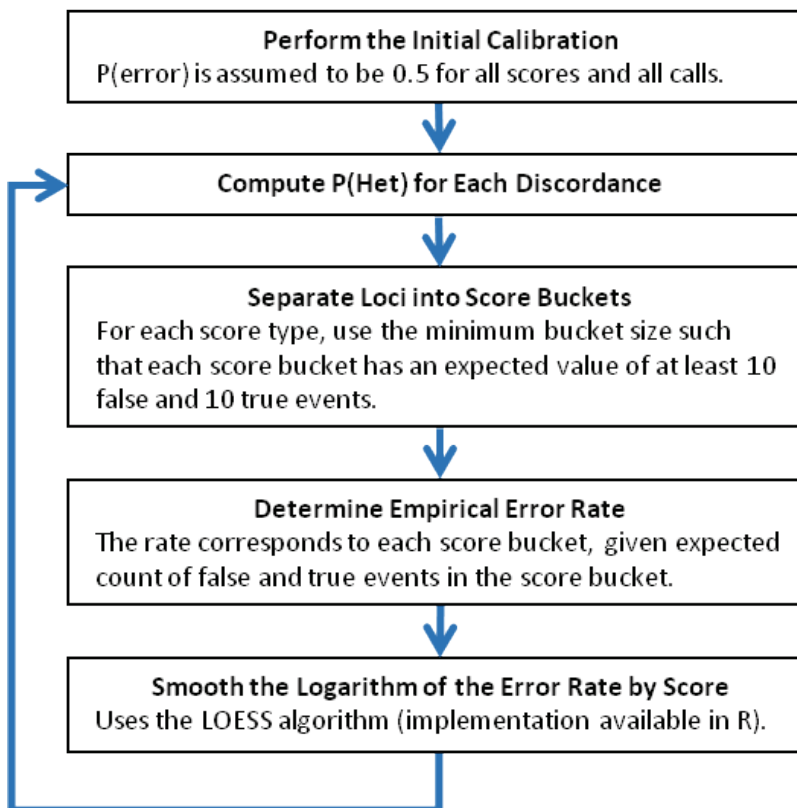 Perform the Initial Calibration
P(error) is assumed to be 0.5 for all scores and all calls.
Compute P(Het) for Each Discordance
Separate Loci into Score Buckets
For each score type, use the minimum bucket size such
that each score bucket has an expected value of at least 10
false and 10 true events.
Determine Empirical Error Rate
The rate corresponds to each score bucket, given expected
count of false and true events in the score bucket.
Smooth the Logarithm of the Error Rate by Score
Uses the LOESS algorithm (implementation available in R).